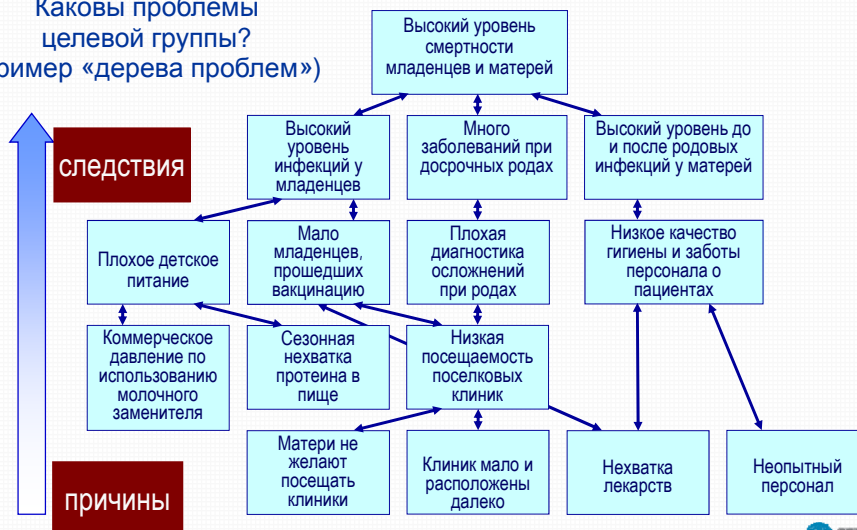 Каковы проблемы
целевой группы?
ример «дерева проблем»)
Высокий уровень
смертности
младенцев и матерей
следствия
Высокий
уровень
инфекций у
младенцев
Много
заболеваний при
досрочных родах
Высокий уровень до
и после родовых
инфекций у матерей
Плохое детское
питание
Мало
младенцев,
прошедших
вакцинацию
Плохая
диагностика
осложнений
при родах
Низкое качество
гигиены и заботы
персонала о
пациентах
Коммерческое
давление по
использованию
молочного
заменителя
Сезонная
нехватка
протеина в
пище
Низкая
посещаемость
поселковых
клиник
причины
Матери не
желают
посещать
клиники
Клиник мало и
расположены
далеко
Нехватка
лекарств
Неопытный
персонал